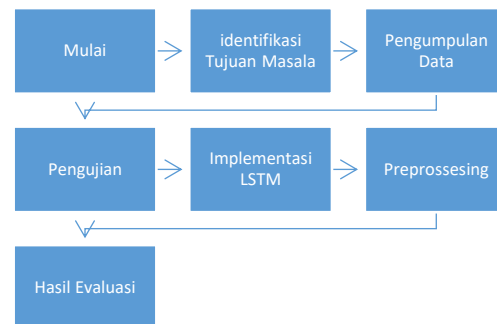 Mulai
identifikasi
Tujuan Masala
Pengumpulan
Data
Pengujian
Implementasi
LSTM
Preprossesing
Hasil Evaluasi